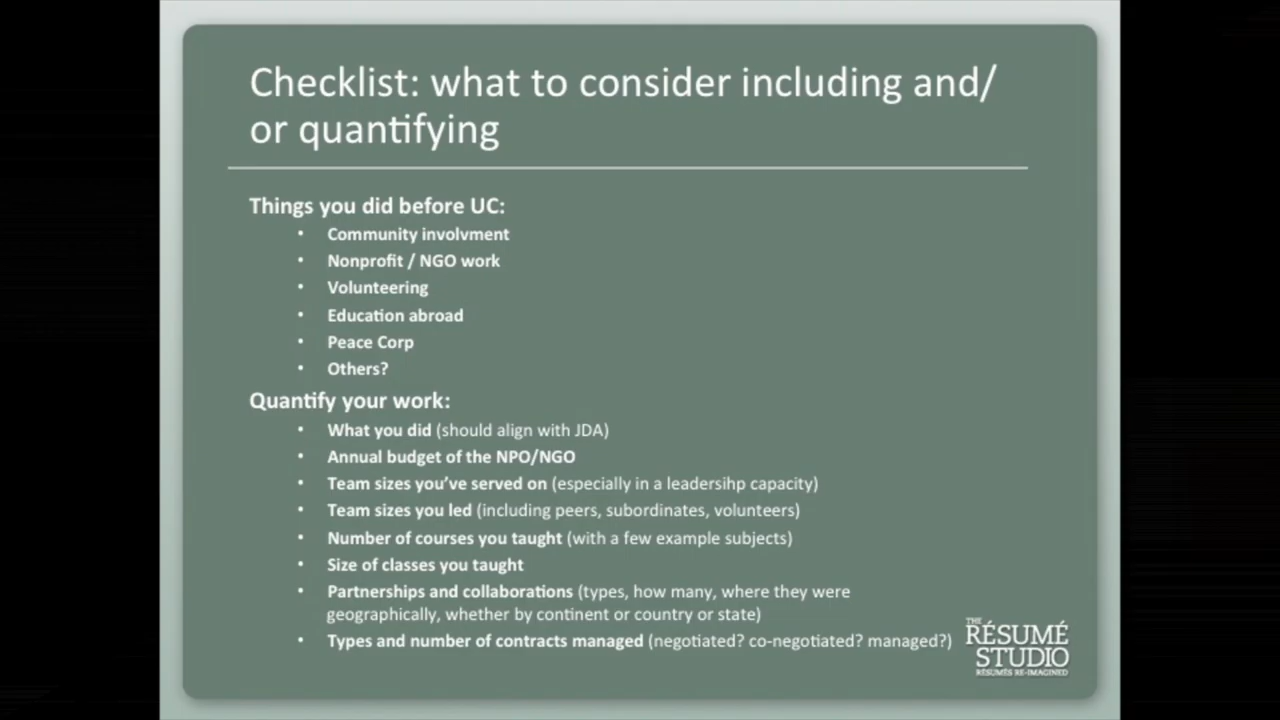 Checklist: what to consider including and/
or quantifying
Things you did before UC:
• Community involvment
• Nonprofit / NGO work
• Volunteering
• Education abroad
• Peace Corp
• Others?
Quantify your work:
• What you did (should align with JDA)
• Annual budget of the NPO/NGO
• Team sizes you've served on (especially in a leadersihp capacity)
• Team sizes you led (including peers, subordinates, volunteers)
• Number of courses you taught (with a few example subjects)
• Size of classes you taught
• Partnerships and collaborations (types, how many, where they were
geographically, whether by continent or country or state)
• Types and number of contracts managed (negotiated? co-negotiated? managed?)
THE
RÉSUMÉ
STUDIO
RÉSUMÉS RE-IMAGINED